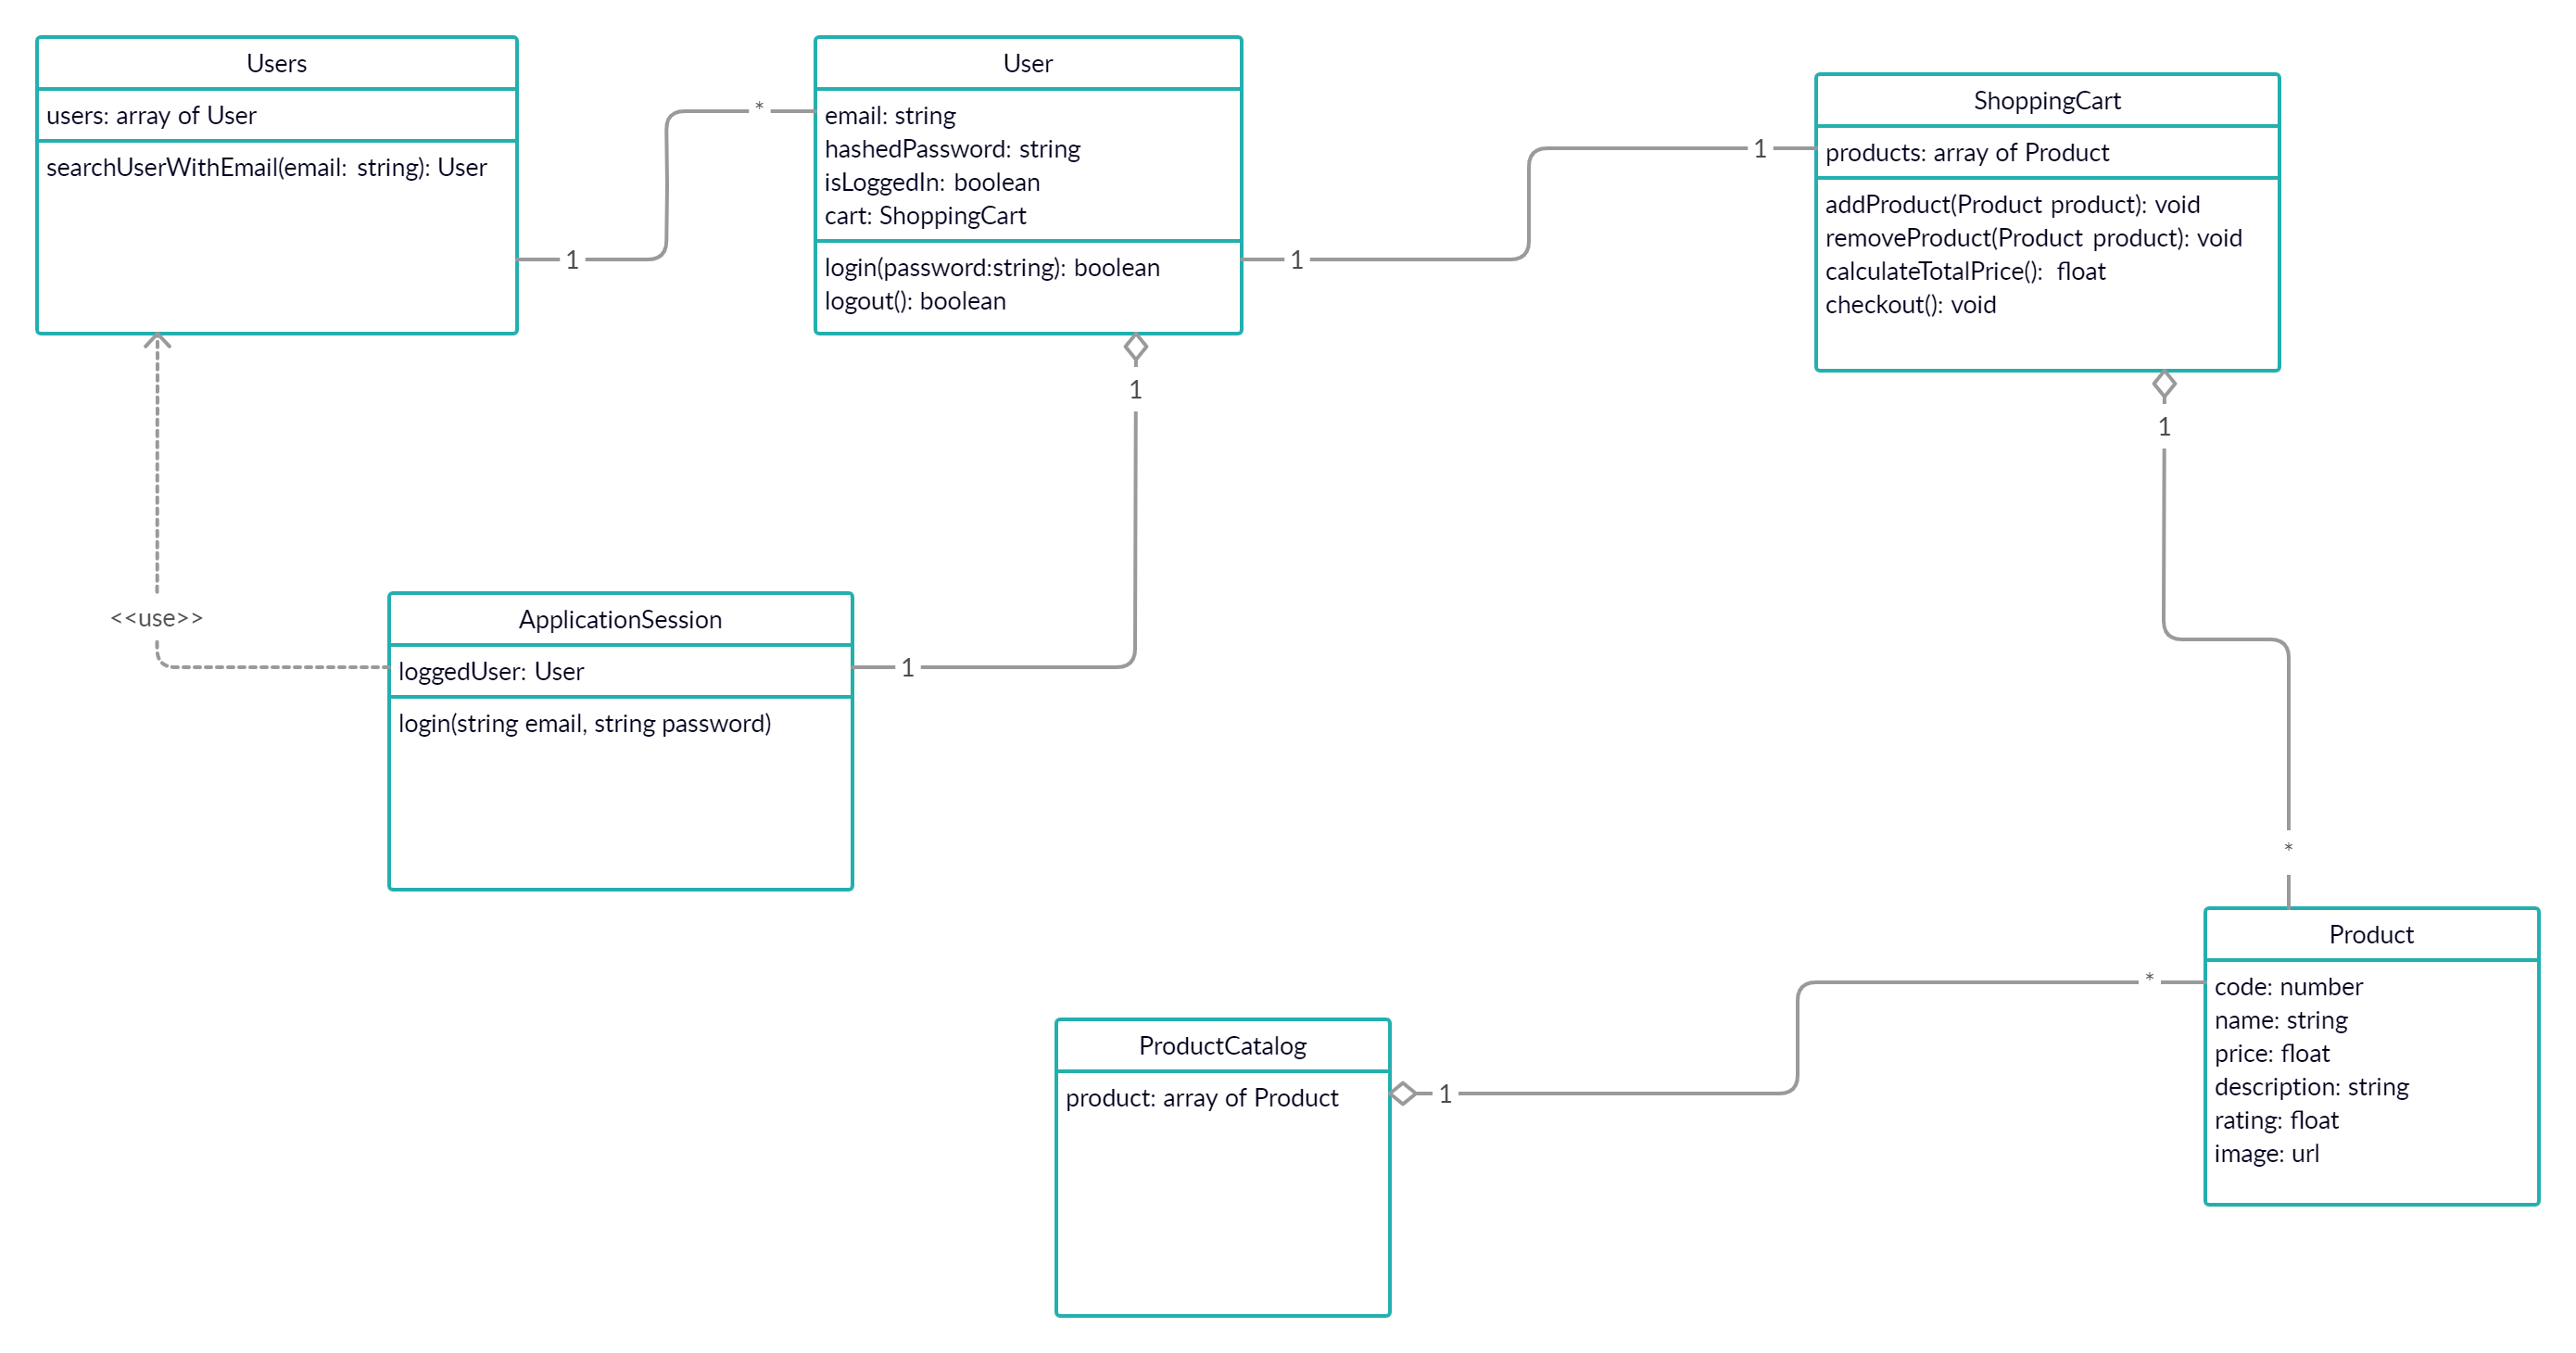 Users
users: array of User
searchUserWithEmail(email: string): User
1
*
User
email: string
hashedPassword: string
isLoggedIn: boolean
cart: ShoppingCart
login(password:string): boolean
logout(): boolean
1
1
ShoppingCart
products: array of Product
addProduct(Product product): void
removeProduct(Product product): void
calculateTotalPrice(): float
checkout(): void
1
1
<<use>>
ApplicationSession
loggedUser: User
login(string email, string password)
1
*
Product
code: number
name: string
price: float
description: string
rating: float
image: url
*
ProductCatalog
product: array of Product
1